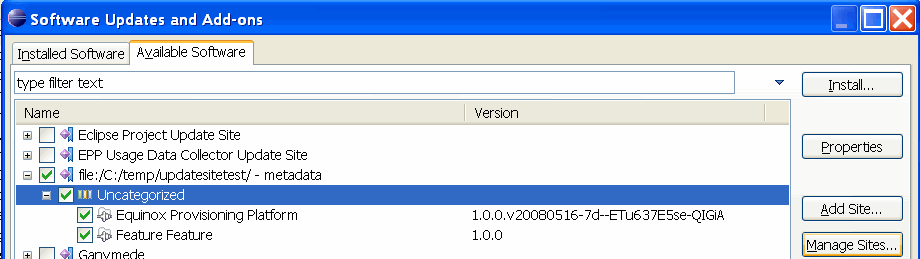 Software Updates and Add-ons
Installed Software Available Software
type filter text
Install...
Name Version
Eclipse Project Update Site
Properties
EPP Usage Data Collector Update Site
file:/C:/temp/updatesitetest/ - metadata
Uncategorized
Add Site...
Equinox Provisioning Platform 1.0.0.v20080516-7d--ETu637E5se-QIGiA
Feature Feature 1.0.0
Manage Sites...
Ganymede